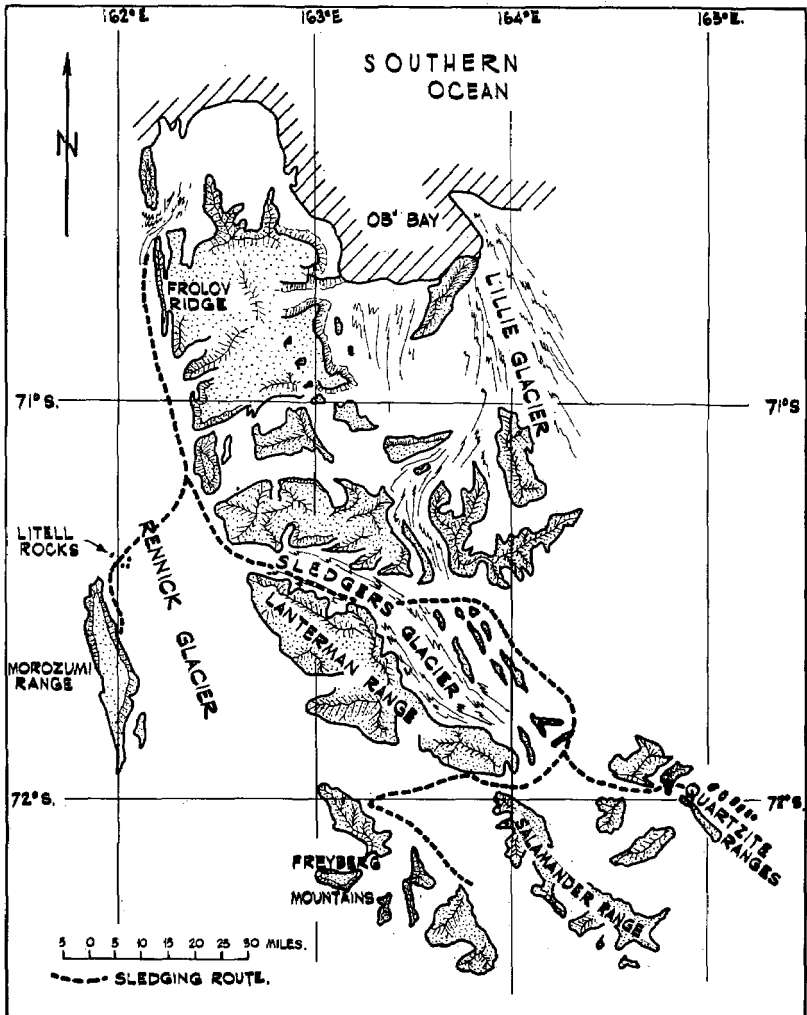 162°E
163°E
164°E
165°E.
SOUTHERN
OCEAN
N
OB' BAY
FROLOV
RIDGE
LILLIE GLACIER
71°S.
71°S
LITELL
ROCKS
RENNICK GLACIER
SLEDGERS GLACIER
LANTERMAN RANGE
MOROZUMI
RANGE
72°S.
72°S.
QUARTZITE
RANGES
SALAMANDER RANGE
FREYBERG
MOUNTAINS
5 0 5 10 15 20 25 30 MILES.
SLEDGING ROUTE.